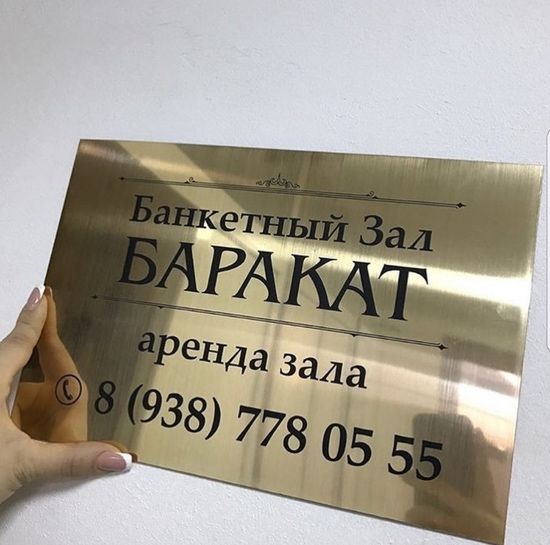 Банкетный Зал
БАРАКАТ
аренда зала
8 (938) 778 05 55